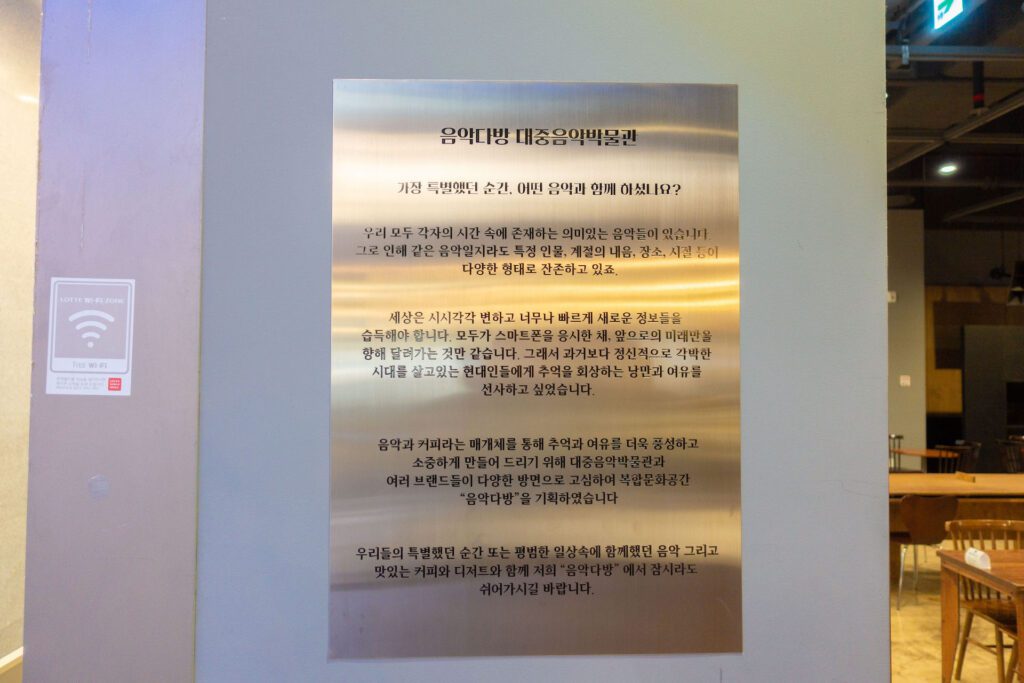 음악다방 대중음악박물관
가장 특별했던 순간, 어떤 음악과 함께 하셨나요?
우리 모두 각자의 시간 속에 존재하는 의미있는 음악들이 있습니다.
그로 인해 같은 음악일지라도 특정 인물, 계절의 내음, 장소, 시절 등이
다양한 형태로 잔존하고 있죠.
세상은 시시각각 변하고 너무나 빠르게 새로운 정보들을
습득해야 합니다. 모두가 스마트폰을 응시한 채, 앞으로의 미래만을
향해 달려가는 것만 같습니다. 그래서 과거보다 정신적으로 각박한
시대를 살고있는 현대인들에게 추억을 회상하는 낭만과 여유를
선사하고 싶었습니다.
음악과 커피라는 매개체를 통해 추억과 여유를 더욱 풍성하고
소중하게 만들어 드리기 위해 대중음악박물관과
여러 브랜드들이 다양한 방면으로 고심하여 복합문화공간
“음악다방”을 기획하였습니다
우리들의 특별했던 순간 또는 평범한 일상속에 함께했던 음악 그리고
맛있는 커피와 디저트와 함께 저희 “음악다방” 에서 잠시라도
쉬어가시길 바랍니다.
LOTTE WI-FI ZONE
Free WI-FI